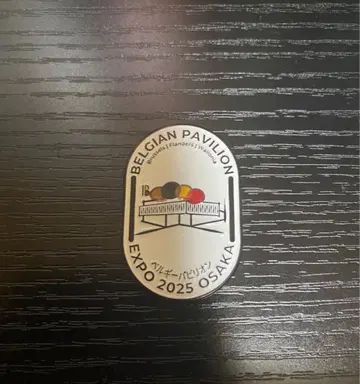 BELGIAN PAVILION
Brussels | Flanders | Wallonia
ベルギーパビリオン
EXPO 2025 OSAKA